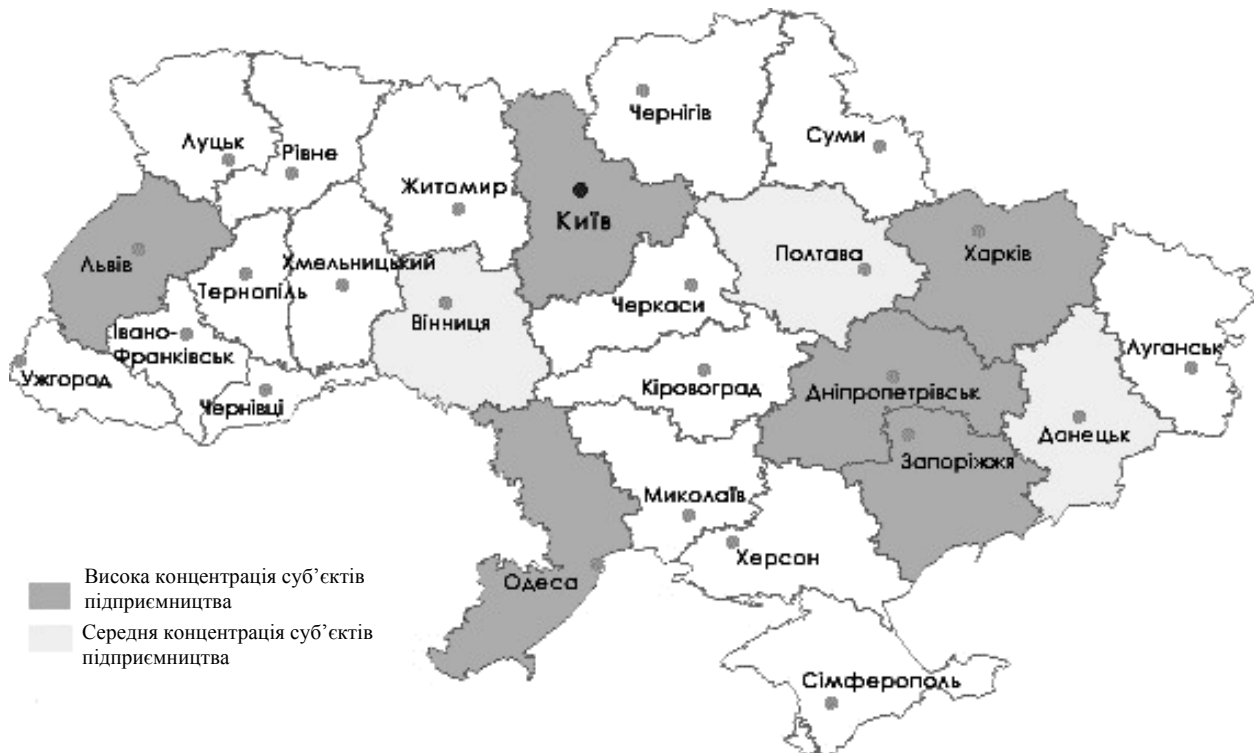 Чернігів
Суми
Луцьк
Рівне
Житомир
Київ
Львів
Тернопіль
Хмельницький
Вінниця
Черкаси
Полтава
Харків
Івано-
Франківськ
Ужгород
Чернівці
Кіровоград
Дніпропетрівськ
Луганськ
Данецьк
Запоріжжя
Миколаїв
Херсон
Одеса
Сімферополь
Висока концентрація суб’єктів
підприємництва
Середня концентрація суб’єктів
підприємництва